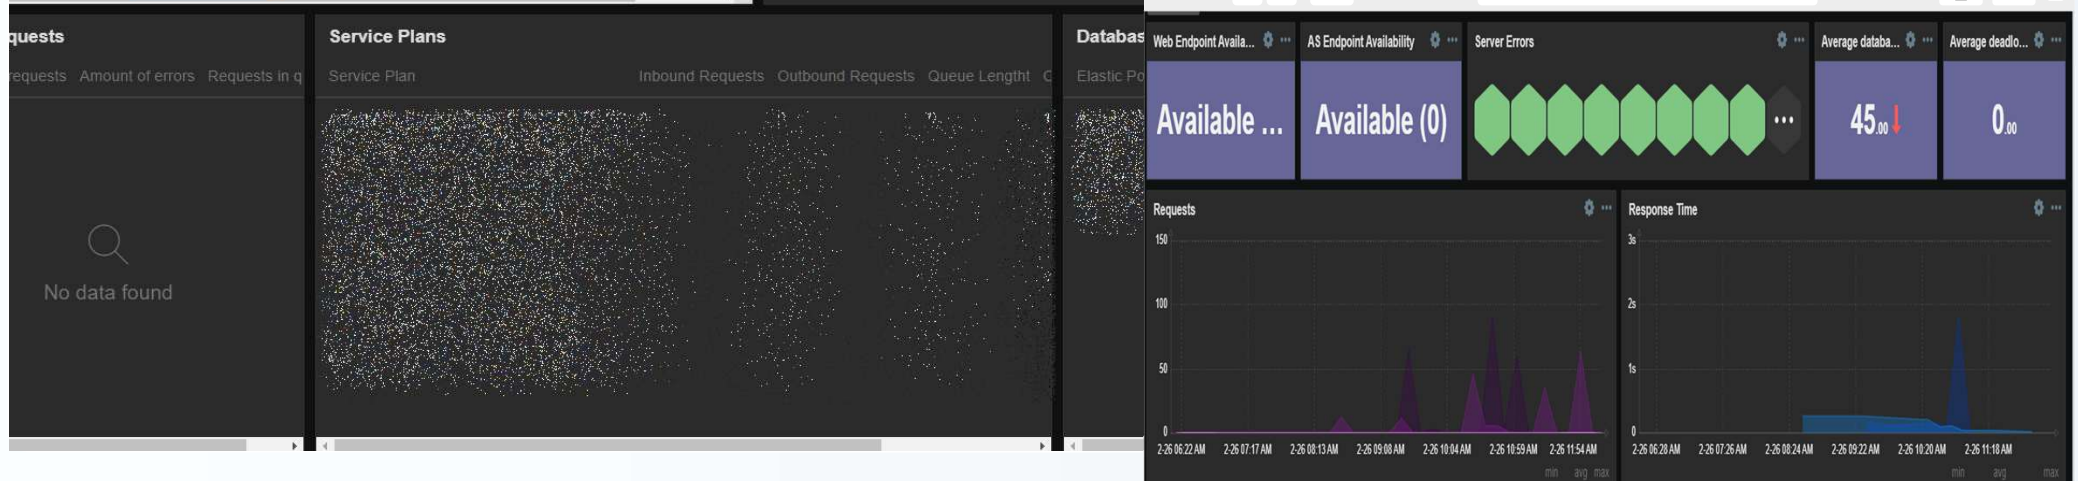 quests
requests Amount of errors Requests in q
No data found
Service Plans
Service Plan Inbound Requests Outbound Requests Queue Lengtht
Databas
Elastic Po
Web Endpoint Availa... ...
Available ...
AS Endpoint Availability ...
Available (0)
Server Errors ...
...
Average databa... ...
45.00
Average deadlo... ...
0.00
Requests ...
150
100
50
0
2-26 06:22 AM 2-26 07:17 AM 2-26 08:13 AM 2-26 09:08 AM 2-26 10:04 AM 2-26 10:59 AM 2-26 11:54 AM
min avg max
Response Time ...
3s
2s
1s
0
2-26 06:28 AM 2-26 07:26 AM 2-26 08:24 AM 2-26 09:22 AM 2-26 10:20 AM 2-26 11:18 AM
min avg max